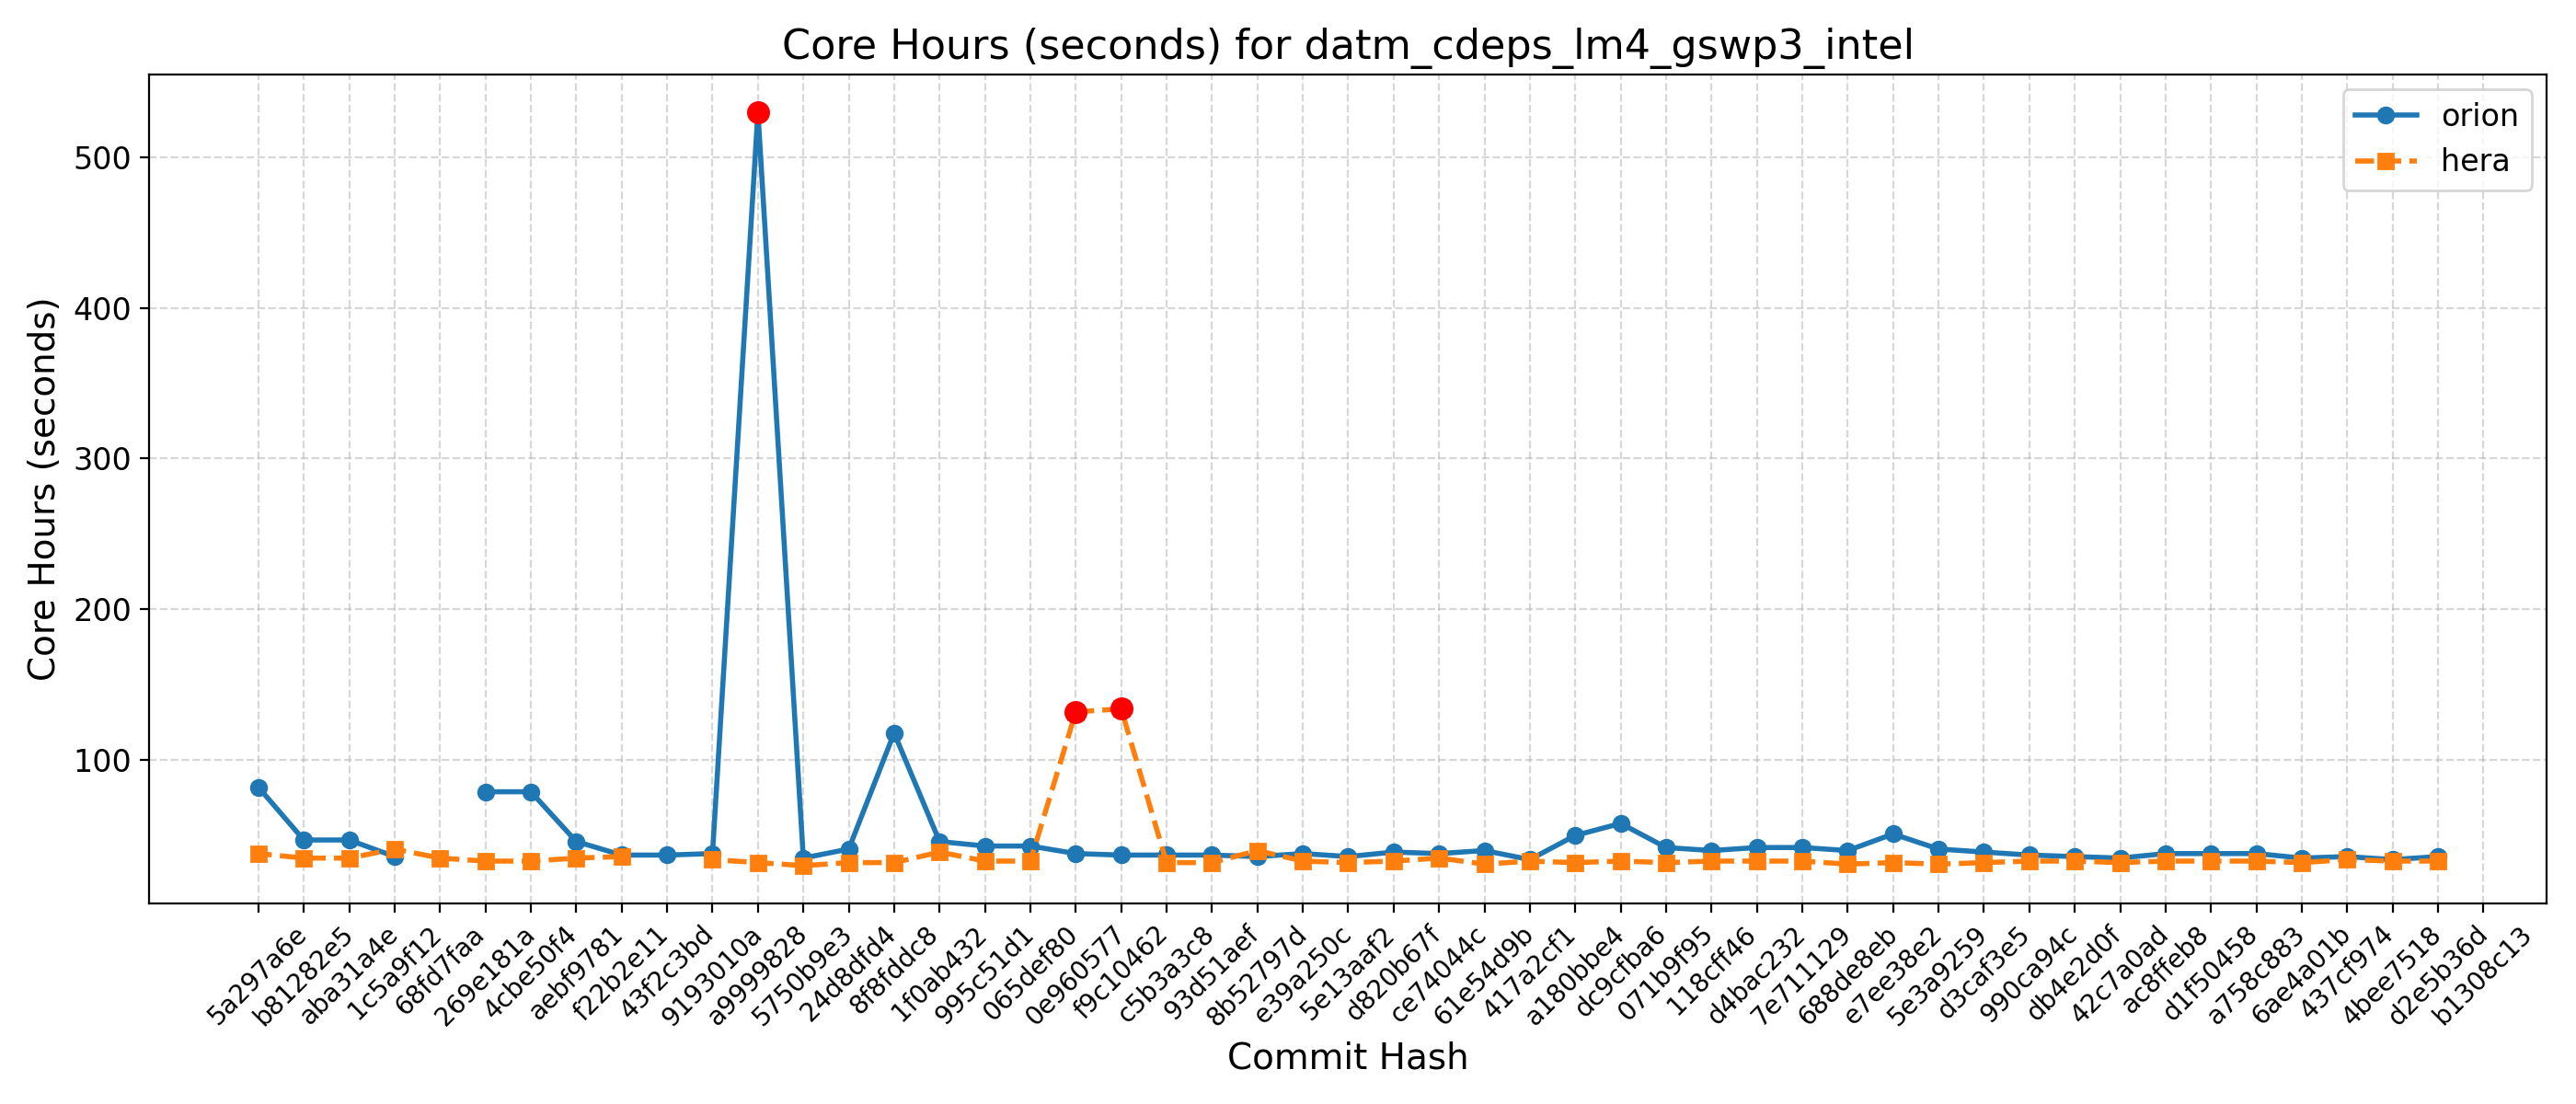 Core Hours (seconds) for datm_cdeps_lm4_gswp3_intel
orion
hera
Core Hours (seconds)
500
400
300
200
100
5a297a6e
b81282e5
aba31a4e
1c5a9f12
68fd7faa
269e181a
4cbe50f4
aebf9781
f22b2e11
43f2c3bd
9193010a
a9999828
5750b9e3
24d8dfd4
8f8fddc8
1f0ab432
995c51d1
065def80
0e960577
f9c10462
c5b3a3c8
93d51aef
8b52797d
e39a250c
5e13aaf2
d820b67f
ce74044c
61e54d9b
417a2cf1
a180bbe4
dc9cfba6
071b9f95
118cff46
d4bac232
7e711129
688de8eb
e7ee38e2
5e3a9259
d3caf3e5
990ca94c
db4e2d0f
42c7a0ad
ac8ffeb8
d1f50458
a758c883
6ae4a01b
437cf974
4bee7518
d2e5b36d
b1308c13
Commit Hash